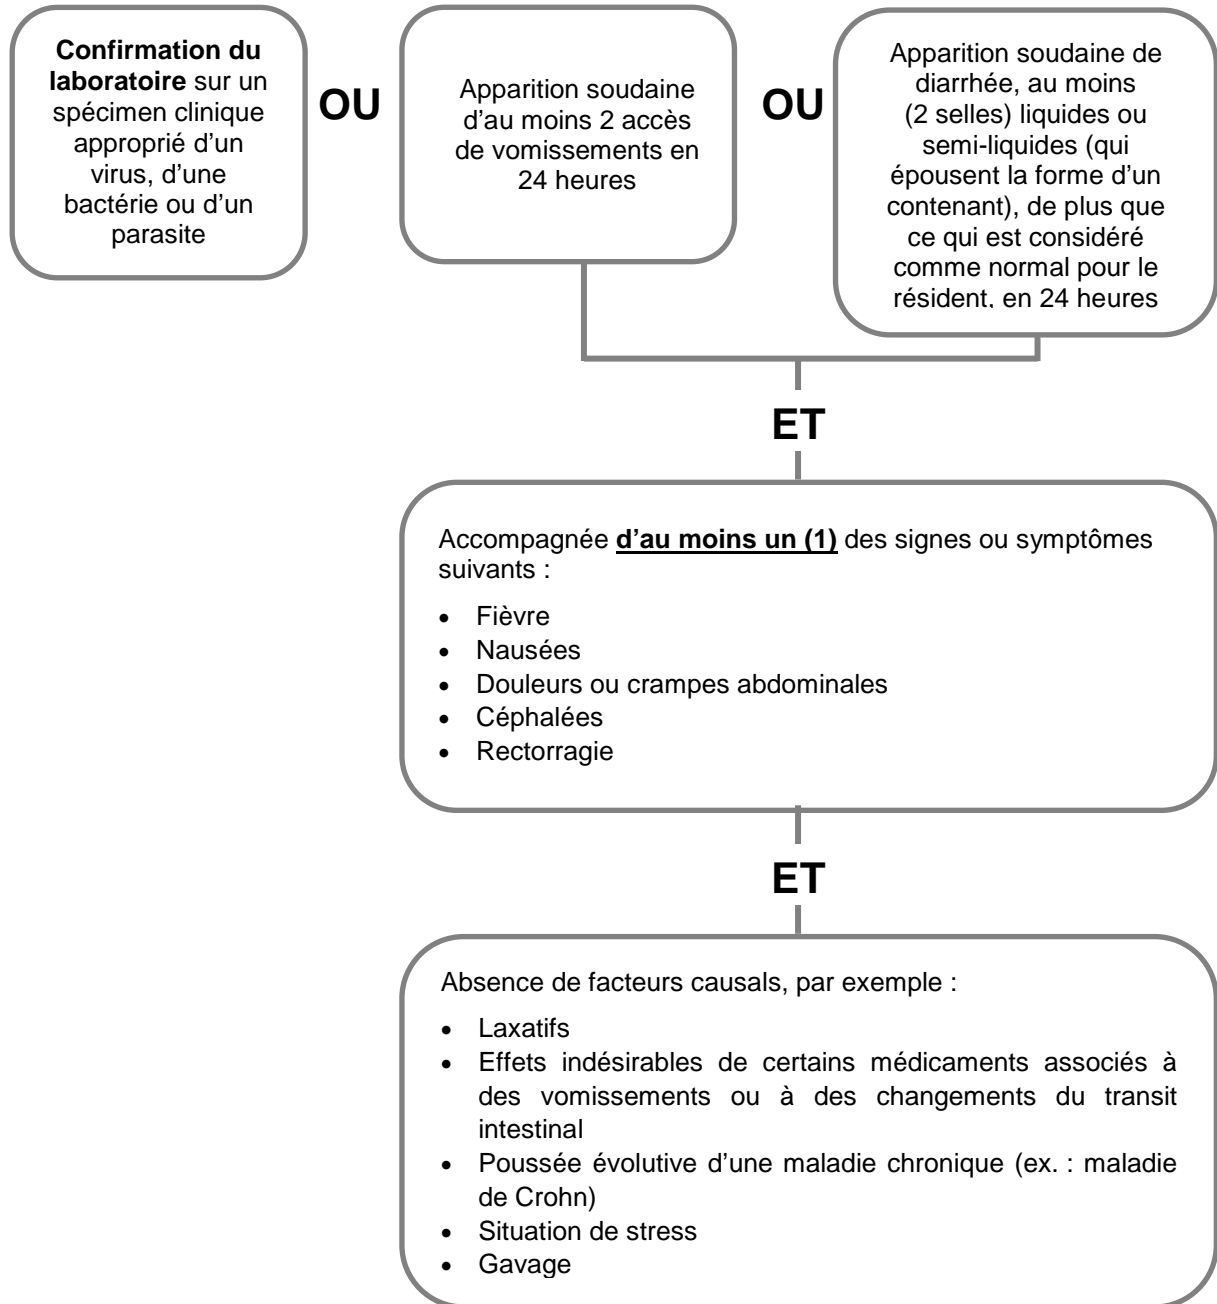 Confirmation du
laboratoire sur un
spécimen clinique
approprié d'un
virus, d'une
bactérie ou d'un
parasite
OU
Apparition soudaine
d'au moins 2 accès
de vomissements en
24 heures
OU
Apparition soudaine de
diarrhée, au moins
(2 selles) liquides ou
semi-liquides (qui
épousent la forme d'un
contenant), de plus que
ce qui est considéré
comme normal pour le
résident, en 24 heures
ET
Accompagnée d'au moins un (1) des signes ou symptômes
suivants :
• Fièvre
• Nausées
• Douleurs ou crampes abdominales
• Céphalées
• Rectorragie
ET
Absence de facteurs causals, par exemple :
• Laxatifs
• Effets indésirables de certains médicaments associés à
des vomissements ou à des changements du transit
intestinal
• Poussée évolutive d'une maladie chronique (ex. : maladie
de Crohn)
• Situation de stress
• Gavage